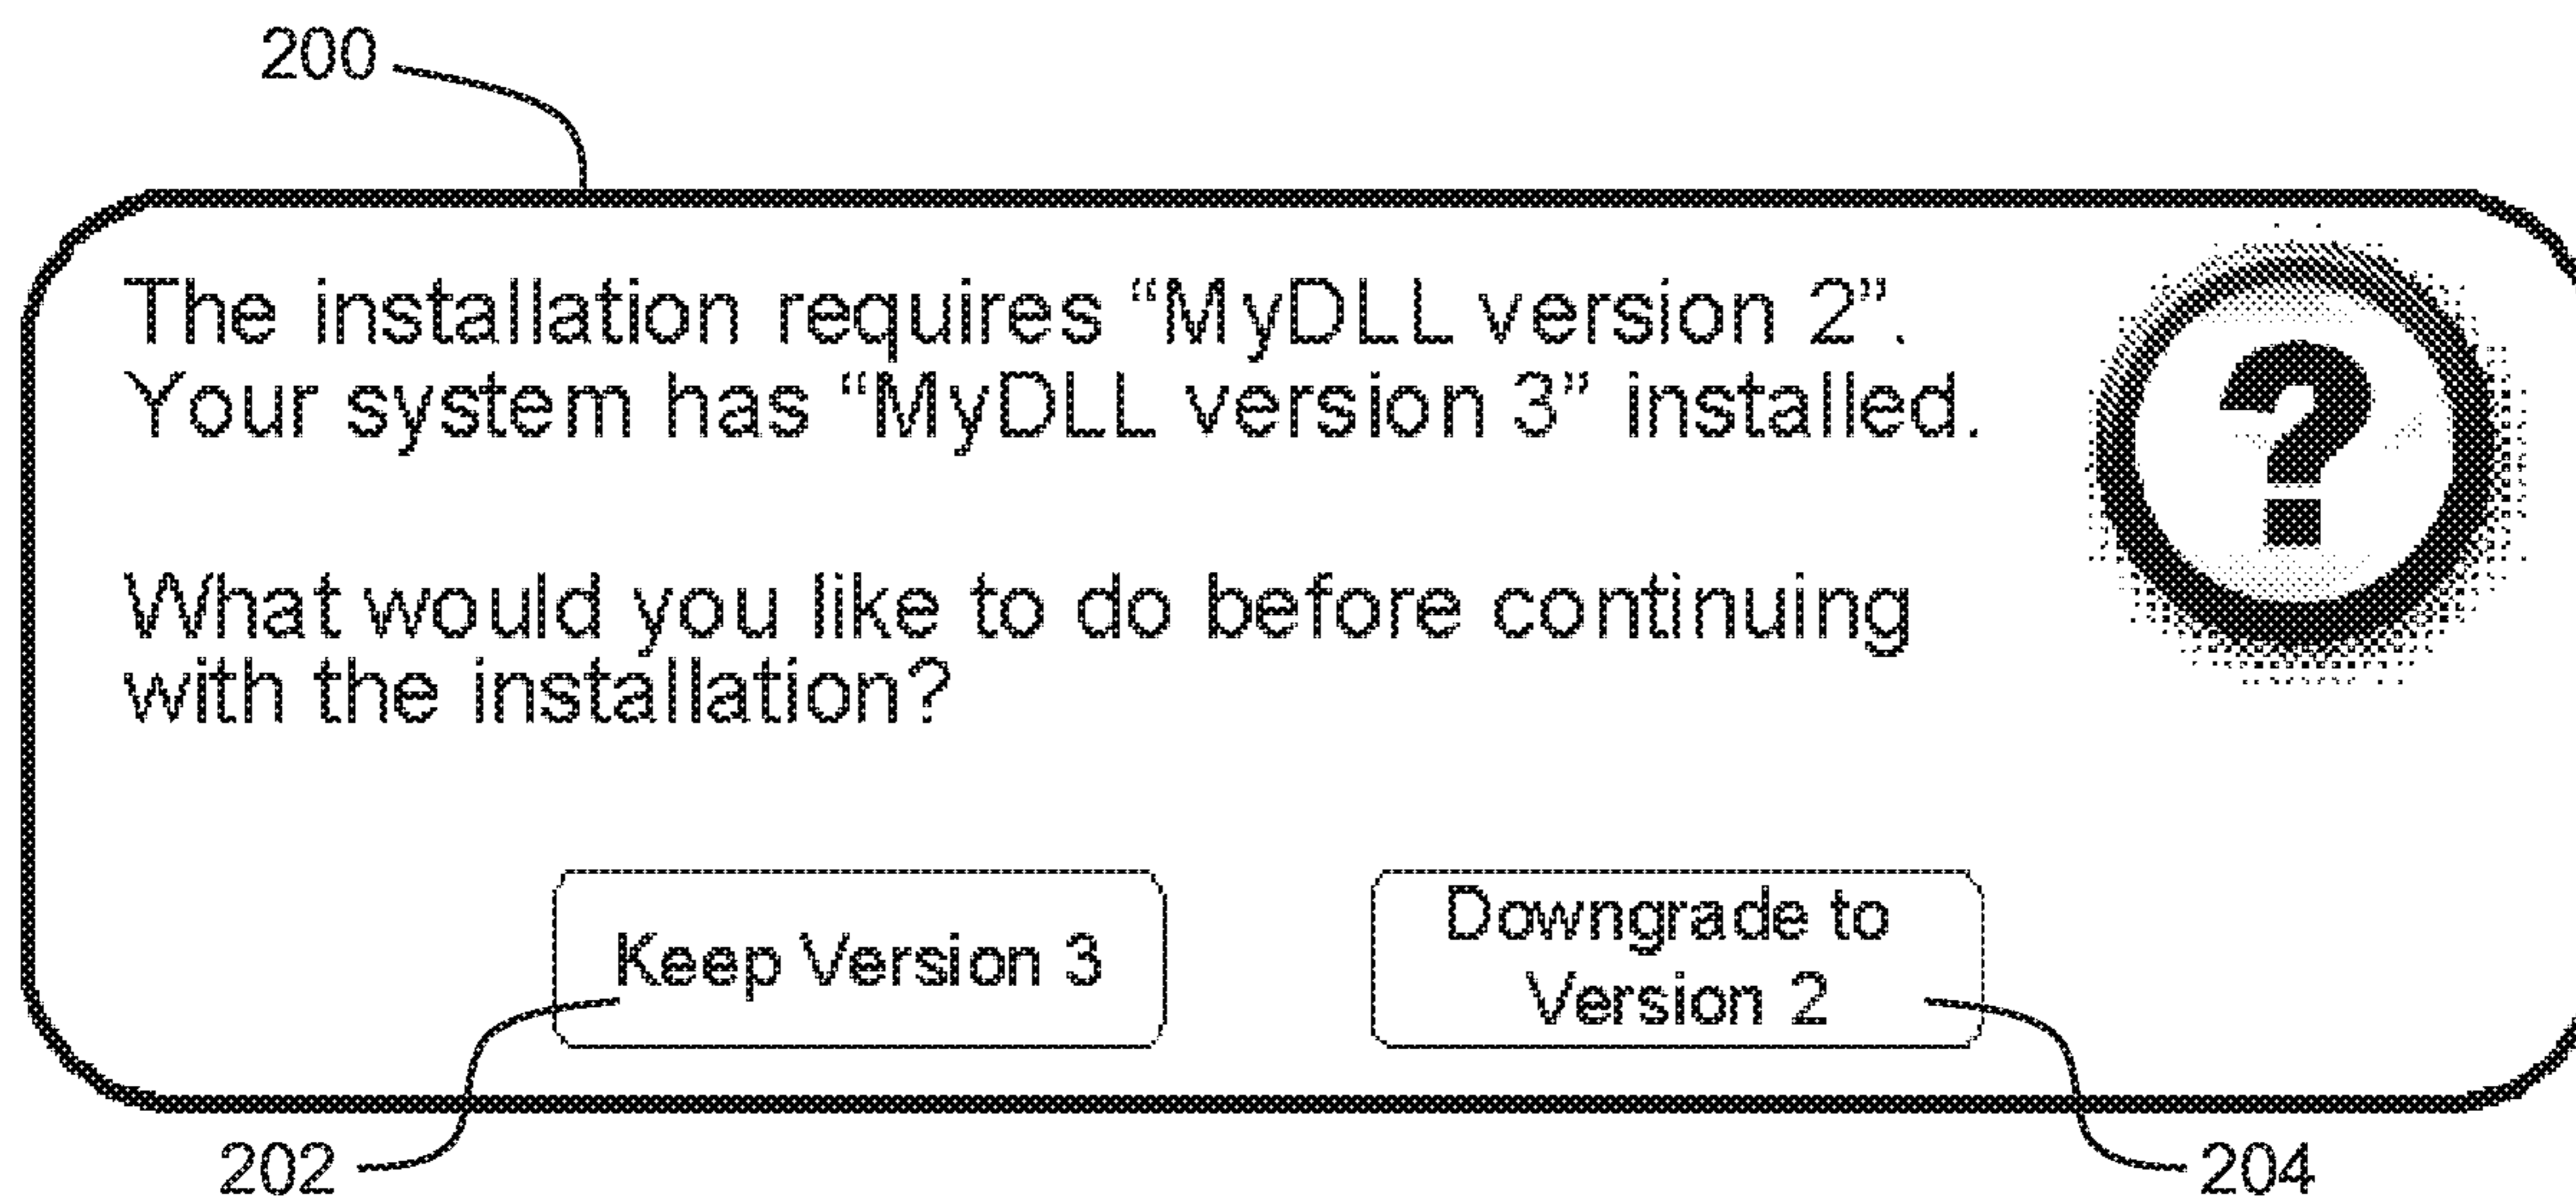 200
The installation requires “MyDLL version 2”.
Your system has “MyDLL version 3” installed.
?
What would you like to do before continuing
with the installation?
Keep Version 3
Downgrade to
Version 2
202
204